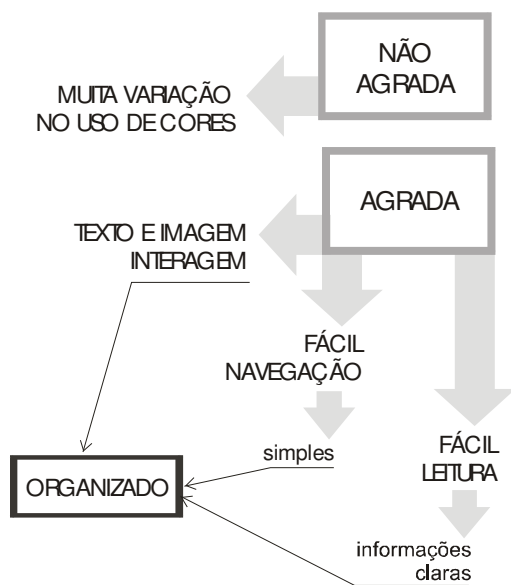 NÃO
AGRADA
MUITA VARIAÇÃO
NO USO DE CORES
AGRADA
TEXTO E IMAGEM
INTERAGEM
FÁCIL
NAVEGAÇÃO
simples
FÁCIL
LEITURA
ORGANIZADO
informações
claras